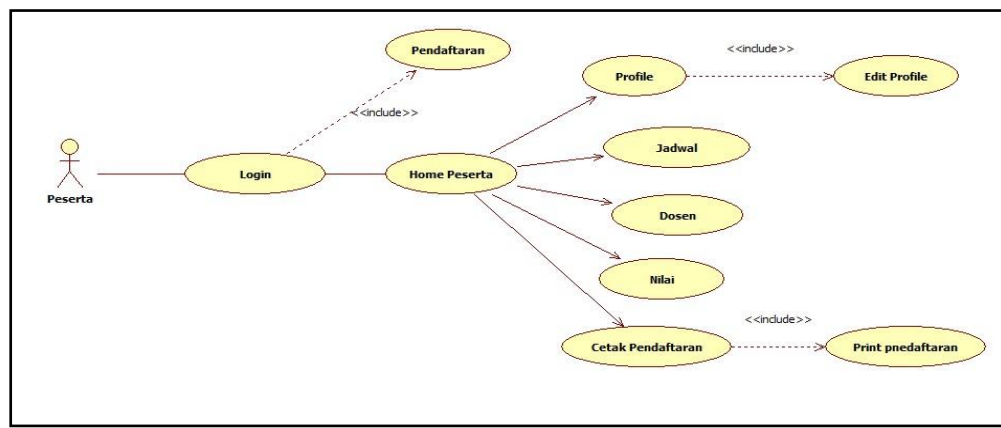 Pendaftaran
<<include>>
Profile
<<include>>
Edit Profile
Jadwal
Peserta
Login
Home Peserta
Dosen
Nilai
<<include>>
Cetak Pendaftaran
Print pnedaftaran